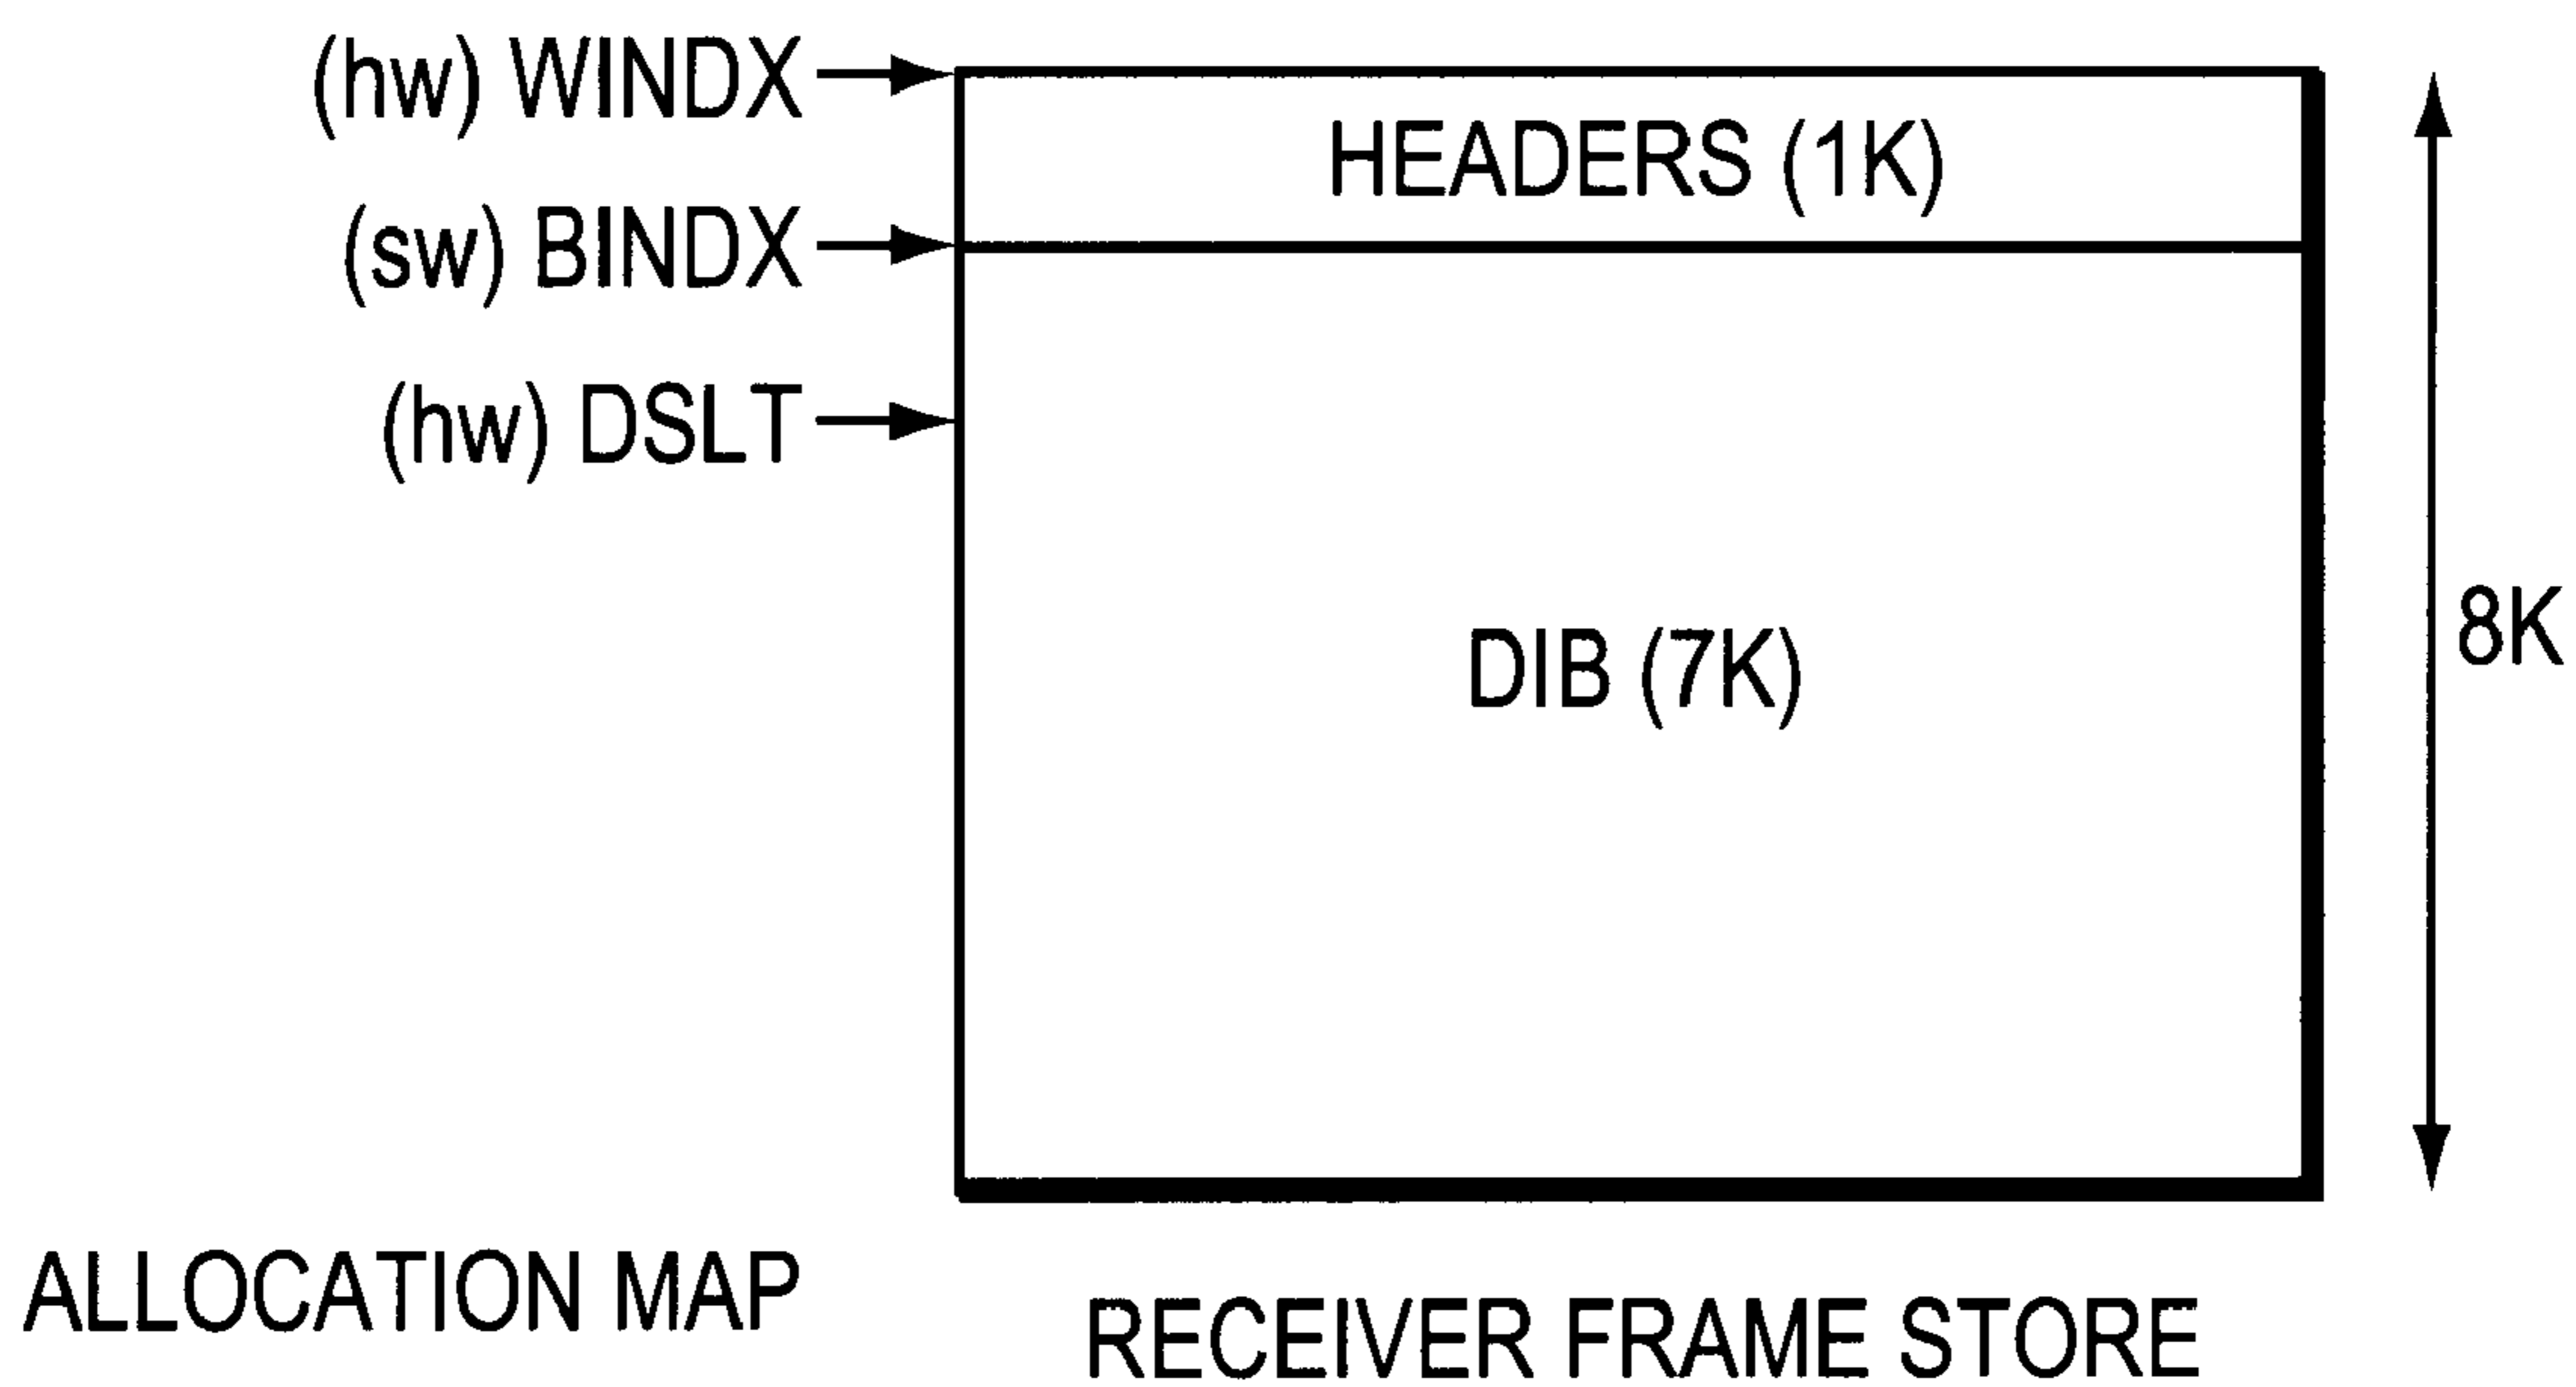 (hw) WINDX
HEADERS (1K)
(sw) BINDX
(hw) DSLT
DIB (7K)
8K
ALLOCATION MAP
RECEIVER FRAME STORE